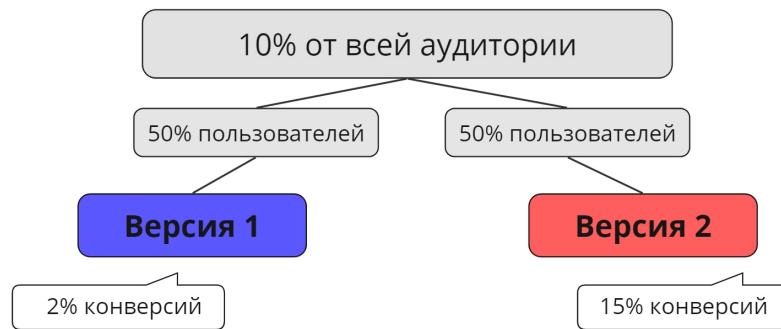 10% от всей аудитории
50% пользователей
50% пользователей
Версия 1
Версия 2
2% конверсий
15% конверсий